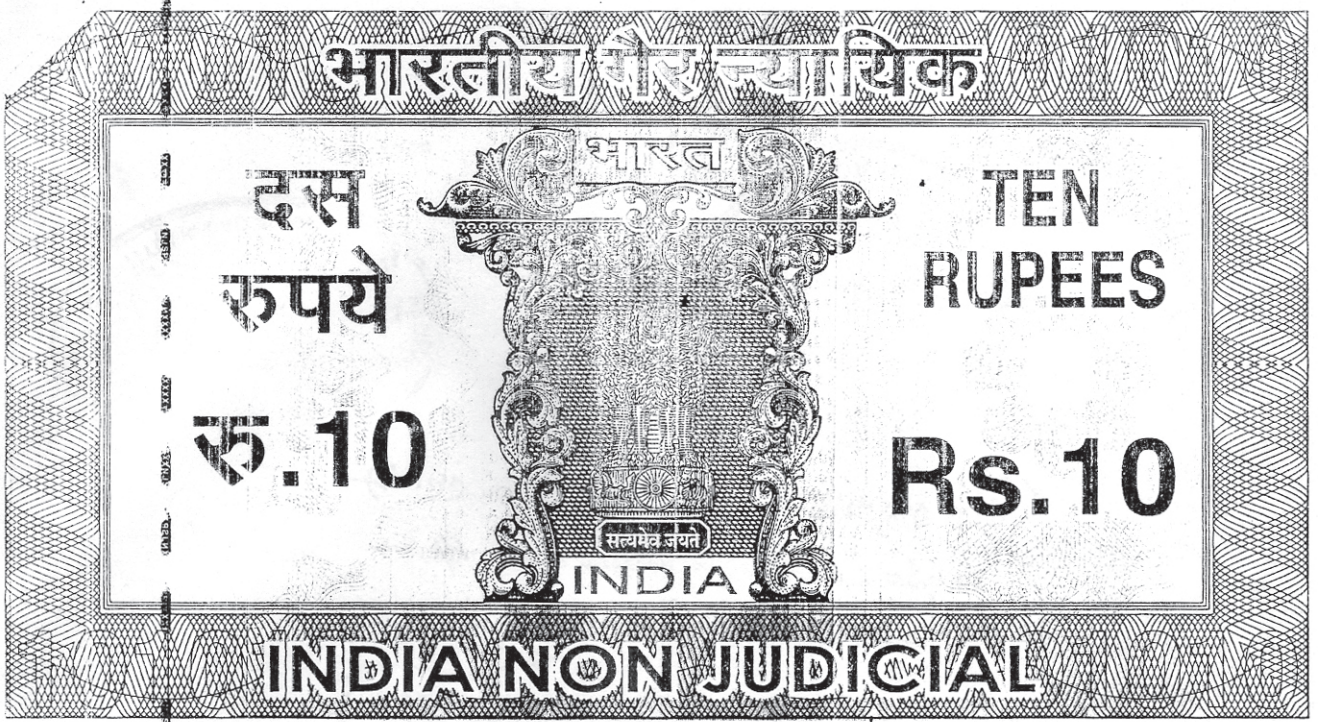 भारतीय गैर न्यायिक
भारत
दस
रुपये
रु.10
TEN
RUPEES
Rs.10
सत्यमेव जयते
INDIA
INDIA NON JUDICIAL